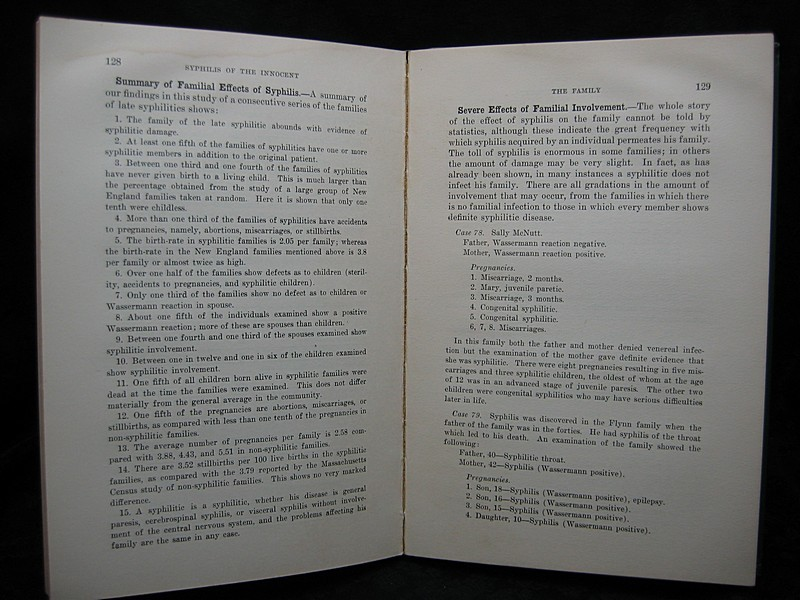 128
SYPHILIS OF THE INNOCENT
Summary of Familial Effects of Syphilis.—A summary of
our findings in this study of a consecutive series of the families
of late syphilitics shows:
1. The family of the late syphilitic abounds with evidence of
syphilitic damage.
2. At least one fifth of the families of syphilitics have one or more
syphilitic members in addition to the original patient.
3. Between one third and one fourth of the families of syphilitics
have never given birth to a living child. This is much larger than
the percentage obtained from the study of a large group of New
England families taken at random. Here it is shown that only one
tenth were childless.
4. More than one third of the families of syphilitics have accidents
to pregnancies, namely, abortions, miscarriages, or stillbirths.
5. The birth-rate in syphilitic families is 2.05 per family; whereas
the birth-rate in the New England families mentioned above is 3.8
per family or almost twice as high.
6. Over one half of the families show defects as to children (steril-
ity, accidents to pregnancies, and syphilitic children).
7. Only one third of the families show no defect as to children or
Wassermann reaction in spouse.
8. About one fifth of the individuals examined show a positive
Wassermann reaction; more of these are spouses than children.
9. Between one fourth and one third of the spouses examined show
syphilitic involvement.
10. Between one in twelve and one in six of the children examined
show syphilitic involvement.
11. One fifth of all children born alive in syphilitic families were
dead at the time the families were examined. This does not differ
materially from the general average in the community.
12. One fifth of the pregnancies are abortions, miscarriages, or
stillbirths, as compared with less than one tenth of the pregnancies in
non-syphilitic families.
13. The average number of pregnancies per family is 2.58 com-
pared with 3.88, 4.43, and 5.51 in non-syphilitic families.
14. There are 3.52 stillbirths per 100 live births in the syphilitic
families, as compared with the 3.79 reported by the Massachusetts
Census study of non-syphilitic families. This shows no very marked
difference.
15. A syphilitic is a syphilitic, whether his disease is general
paresis, cerebrospinal syphilis, or visceral syphilis without involve-
ment of the central nervous system, and the problems affecting his
family are the same in any case.
THE FAMILY
129
Severe Effects of Familial Involvement.—The whole story
of the effect of syphilis on the family cannot be told by
statistics, although these indicate the great frequency with
which syphilis acquired by an individual permeates his family.
The toll of syphilis is enormous in some families; in others
the amount of damage may be very slight. In fact, as has
already been shown, in many instances a syphilitic does not
infect his family. There are all gradations in the amount of
involvement that may occur, from the families in which there
is no familial infection to those in which every member shows
definite syphilitic disease.
Case 78. Sally McNutt.
Father, Wassermann reaction negative.
Mother, Wassermann reaction positive.
Pregnancies.
1. Miscarriage, 2 months.
2. Mary, juvenile paretic.
3. Miscarriage, 3 months.
4. Congenital syphilitic.
5. Congenital syphilitic.
6, 7, 8. Miscarriages.
In this family both the father and mother denied venereal infec-
tion but the examination of the mother gave definite evidence that
she was syphilitic. There were eight pregnancies resulting in five mis-
carriages and three syphilitic children, the oldest of whom at the age
of 12 was in an advanced stage of juvenile paresis. The other two
children were congenital syphilitics who may have serious difficulties
later in life.
Case 79. Syphilis was discovered in the Flynn family when the
father of the family was in the forties. He had syphilis of the throat
which led to his death. An examination of the family showed the
following:
Father, 40—Syphilitic throat.
Mother, 42—Syphilis (Wassermann positive).
Pregnancies.
1. Son, 18—Syphilis (Wassermann positive), epilepsy.
2. Son, 16—Syphilis (Wassermann positive).
3. Son, 15—Syphilis (Wassermann positive).
4. Daughter, 10—Syphilis (Wassermann positive).